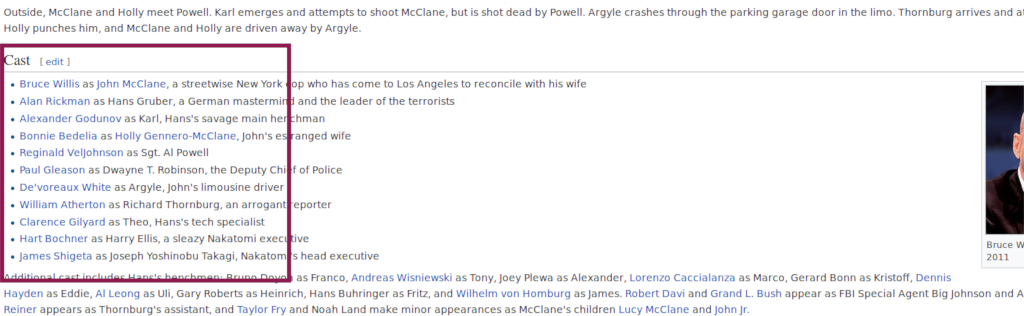 Outside, McClane and Holly meet Powell. Karl emerges and attempts to shoot McClane, but is shot dead by Powell. Argyle crashes through the parking garage door in the limo. Thornburg arrives and
Holly punches him, and McClane and Holly are driven away by Argyle.
Cast [ edit ]
• Bruce Willis as John McClane, a streetwise New York cop who has come to Los Angeles to reconcile with his wife
• Alan Rickman as Hans Gruber, a German mastermind and the leader of the terrorists
• Alexander Godunov as Karl, Hans's savage main henchman
• Bonnie Bedelia as Holly Gennero-McClane, John's estranged wife
• Reginald VelJohnson as Sgt. Al Powell
• Paul Gleason as Dwayne T. Robinson, the Deputy Chief of Police
• De'voreaux White as Argyle, John's limousine driver
• William Atherton as Richard Thornburg, an arrogant reporter
• Clarence Gilyard as Theo, Hans's tech specialist
• Hart Bochner as Harry Ellis, a sleazy Nakatomi executive
• James Shigeta as Joseph Yoshinobu Takagi, Nakatomi's head executive
Bruce W
2011
Additional cast includes Hans's henchmen: Bruno Doyon as Franco, Andreas Wisniewski as Tony, Joey Plewa as Alexander, Lorenzo Caccialanza as Marco, Gerard Bonn as Kristoff, Dennis
Hayden as Eddie, Al Leong as Uli, Gary Roberts as Heinrich, Hans Buhringer as Fritz, and Wilhelm von Homburg as James. Robert Davi and Grand L. Bush appear as FBI Special Agent Big Johnson and A
Reiner appears as Thornburg's assistant, and Taylor Fry and Noah Land make minor appearances as McClane's children Lucy McClane and John Jr.